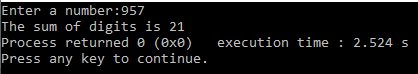 Enter a number:957
The sum of digits is 21
Process returned 0 (0x0)   execution time : 2.524 s
Press any key to continue.